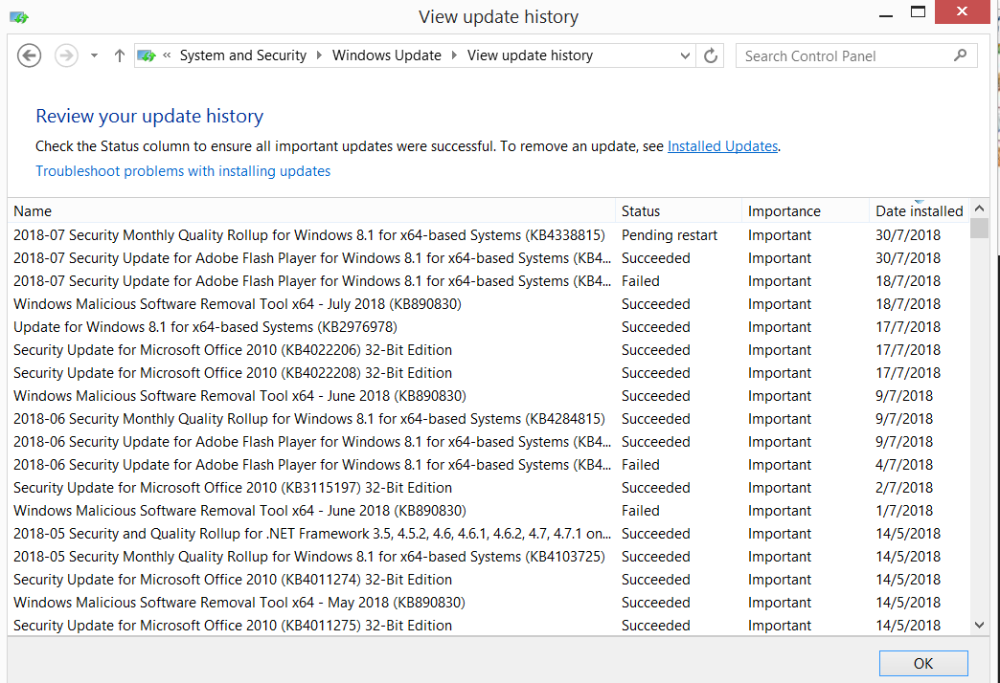 View update history
« System and Security Windows Update View update history
Search Control Panel
Review your update history
Check the Status column to ensure all important updates were successful. To remove an update, see Installed Updates.
Troubleshoot problems with installing updates
Name Status Importance Date installed
2018-07 Security Monthly Quality Rollup for Windows 8.1 for x64-based Systems (KB4338815) Pending restart Important 30/7/2018
2018-07 Security Update for Adobe Flash Player for Windows 8.1 for x64-based Systems (KB4... Succeeded Important 30/7/2018
2018-07 Security Update for Adobe Flash Player for Windows 8.1 for x64-based Systems (KB4... Failed Important 18/7/2018
Windows Malicious Software Removal Tool x64 - July 2018 (KB890830) Succeeded Important 18/7/2018
Update for Windows 8.1 for x64-based Systems (KB2976978) Succeeded Important 17/7/2018
Security Update for Microsoft Office 2010 (KB4022206) 32-Bit Edition Succeeded Important 17/7/2018
Security Update for Microsoft Office 2010 (KB4022208) 32-Bit Edition Succeeded Important 17/7/2018
Windows Malicious Software Removal Tool x64 - June 2018 (KB890830) Succeeded Important 9/7/2018
2018-06 Security Monthly Quality Rollup for Windows 8.1 for x64-based Systems (KB4284815) Succeeded Important 9/7/2018
2018-06 Security Update for Adobe Flash Player for Windows 8.1 for x64-based Systems (KB4... Succeeded Important 9/7/2018
2018-06 Security Update for Adobe Flash Player for Windows 8.1 for x64-based Systems (KB4... Failed Important 4/7/2018
Security Update for Microsoft Office 2010 (KB3115197) 32-Bit Edition Succeeded Important 2/7/2018
Windows Malicious Software Removal Tool x64 - June 2018 (KB890830) Failed Important 1/7/2018
2018-05 Security and Quality Rollup for .NET Framework 3.5, 4.5.2, 4.6, 4.6.1, 4.6.2, 4.7, 4.7.1 on... Succeeded Important 14/5/2018
2018-05 Security Monthly Quality Rollup for Windows 8.1 for x64-based Systems (KB4103725) Succeeded Important 14/5/2018
Security Update for Microsoft Office 2010 (KB4011274) 32-Bit Edition Succeeded Important 14/5/2018
Windows Malicious Software Removal Tool x64 - May 2018 (KB890830) Succeeded Important 14/5/2018
Security Update for Microsoft Office 2010 (KB4011275) 32-Bit Edition Succeeded Important 14/5/2018
OK